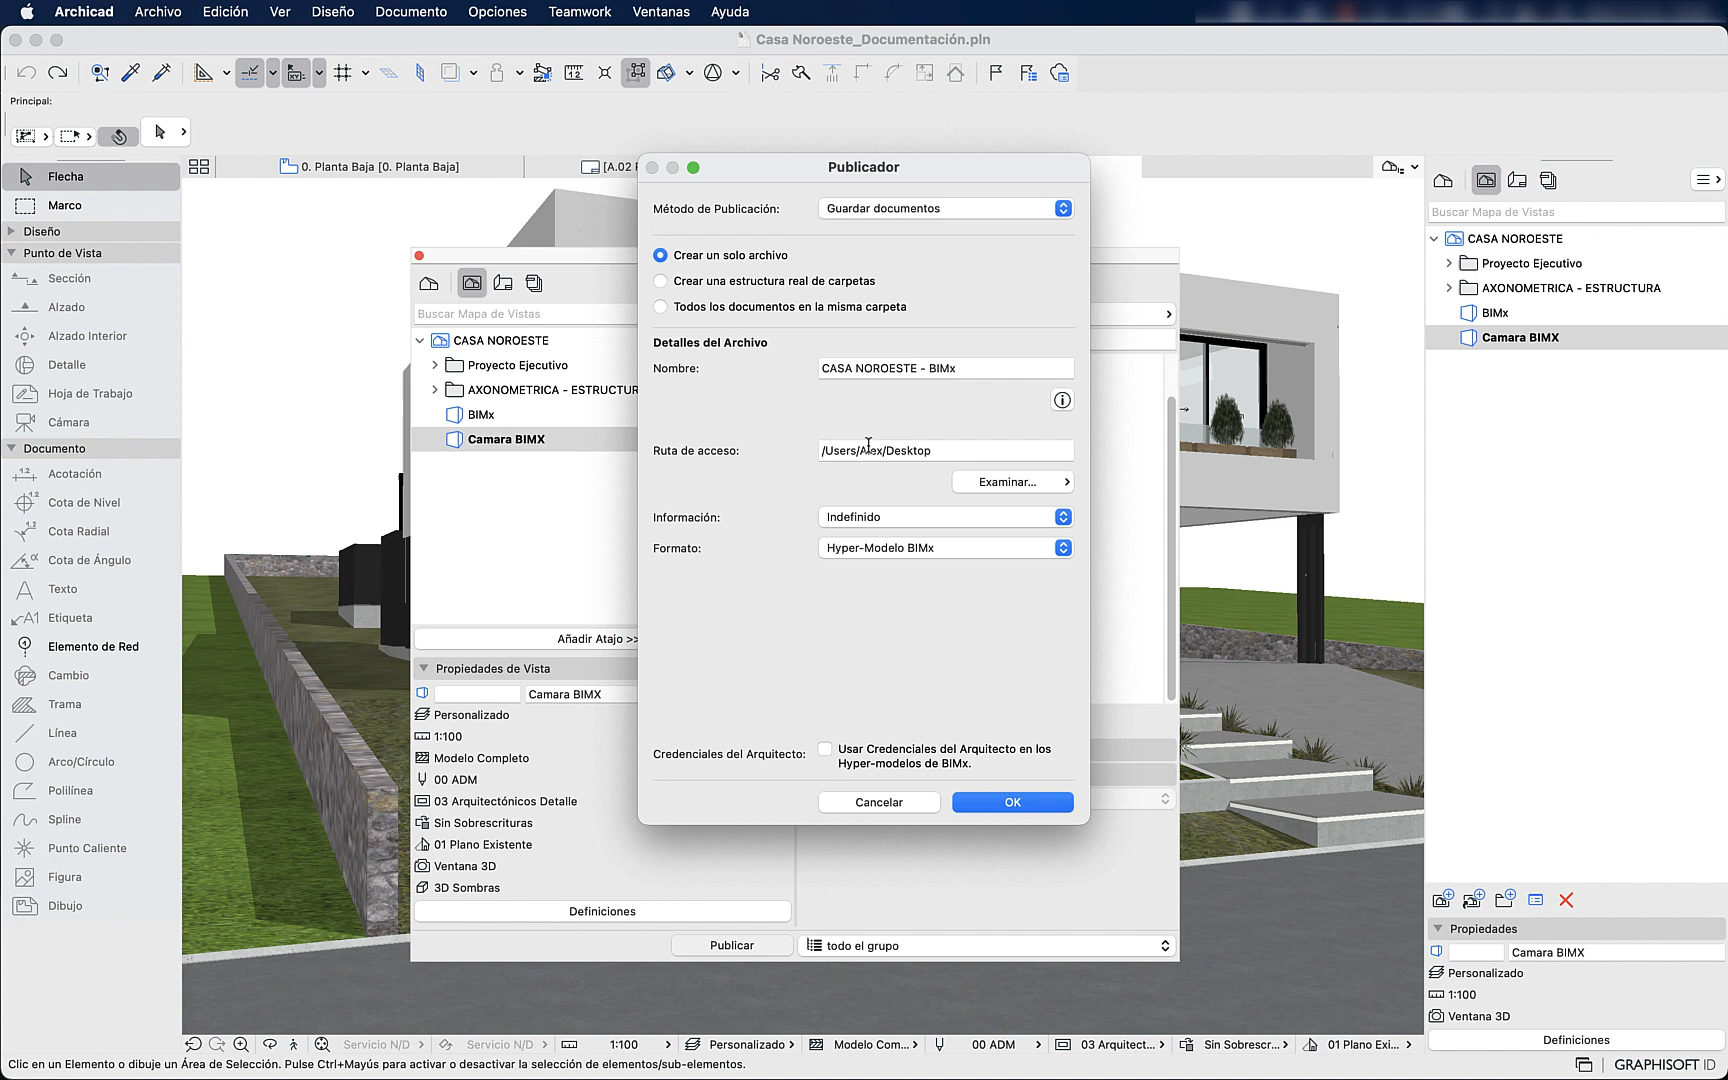 Archicad Archivo Edición Ver Diseño Documento Opciones Teamwork Ventanas Ayuda
Casa Noroeste_Documentación.pln
Principal:
0. Planta Baja [0. Planta Baja]
[A.02 P
Flecha
Marco
Diseño
Punto de Vista
Sección
Alzado
Alzado Interior
Detalle
Hoja de Trabajo
Cámara
Documento
Acotación
Cota de Nivel
Cota Radial
Cota de Ángulo
Texto
Etiqueta
Elemento de Red
Cambio
Trama
Línea
Arco/Círculo
Polilínea
Spline
Punto Caliente
Figura
Dibujo
Buscar Mapa de Vistas
CASA NOROESTE
Proyecto Ejecutivo
AXONOMETRICA - ESTRUCTUR
BIMx
Camara BIMX
Añadir Atajo >>
Propiedades de Vista
Camara BIMX
Personalizado
1:100
Modelo Completo
00 ADM
03 Arquitectónicos Detalle
Sin Sobrescrituras
01 Plano Existente
Ventana 3D
3D Sombras
Definiciones
Publicar
todo el grupo
Publicador
Método de Publicación: Guardar documentos
Crear un solo archivo
Crear una estructura real de carpetas
Todos los documentos en la misma carpeta
Detalles del Archivo
Nombre: CASA NOROESTE - BIMx
Ruta de acceso: /Users/Alex/Desktop
Examinar...
Información: Indefinido
Formato: Hyper-Modelo BIMx
Credenciales del Arquitecto: Usar Credenciales del Arquitecto en los
Hyper-modelos de BIMx.
Cancelar OK
Buscar Mapa de Vistas
CASA NOROESTE
Proyecto Ejecutivo
AXONOMETRICA - ESTRUCTURA
BIMx
Camara BIMX
Propiedades
Camara BIMX
Personalizado
1:100
Ventana 3D
Definiciones
Servicio N/D Servicio N/D 1:100 Personalizado Modelo Com... 00 ADM 03 Arquitect... Sin Sobrescr... 01 Plano Exi...
Clic en un Elemento o dibuje un Área de Selección. Pulse Ctrl+Mayús para activar o desactivar la selección de elementos/sub-elementos.
GRAPHISOFT ID